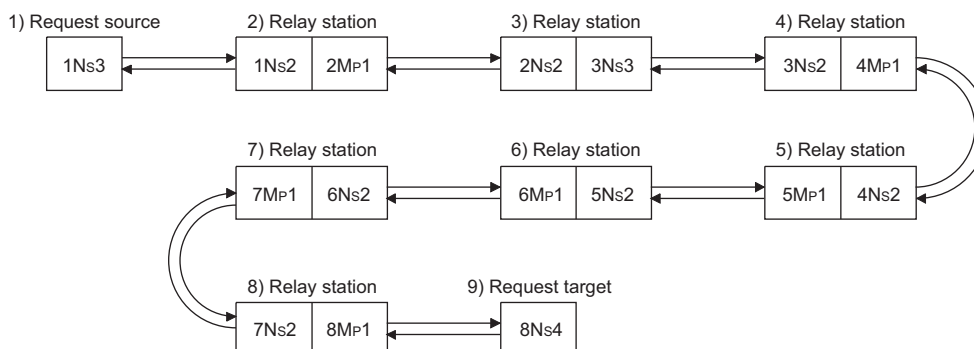 1) Request source
2) Relay station
3) Relay station
4) Relay station
1Ns3
1Ns2
2MP1
2Ns2
3Ns3
3Ns2
4MP1
7) Relay station
6) Relay station
5) Relay station
7MP1
6Ns2
6MP1
5Ns2
5MP1
4Ns2
8) Relay station
9) Request target
7Ns2
8MP1
8Ns4